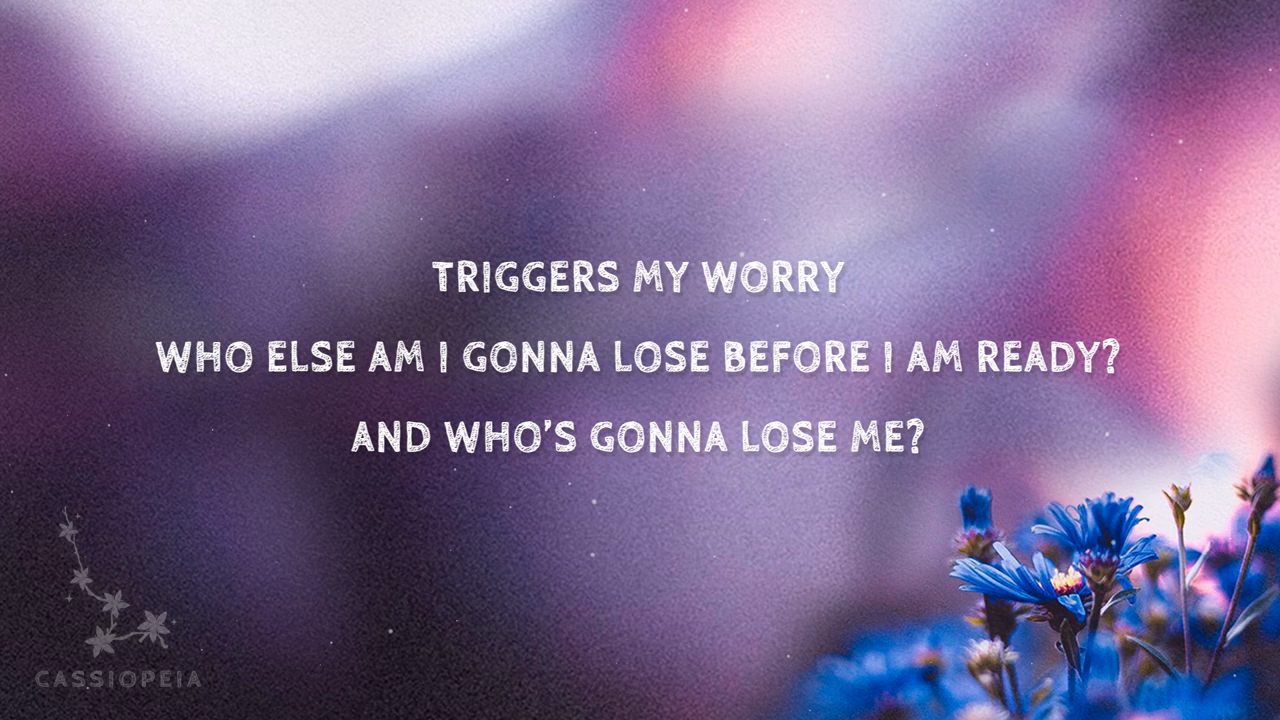 TRIGGERS MY WORRY
WHO ELSE AM I GONNA LOSE BEFORE I AM READY?
AND WHO'S GONNA LOSE ME?
CASSIOPEIA